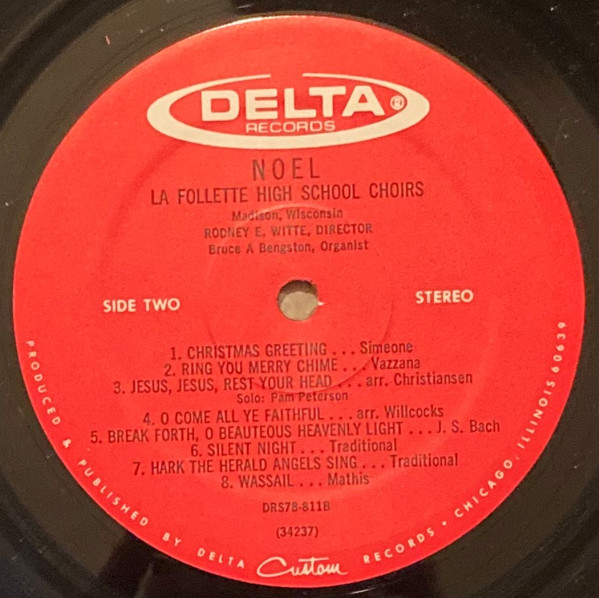 DELTA ®
RECORDS
NOEL
LA FOLLETTE HIGH SCHOOL CHOIRS
Madison, Wisconsin
RODNEY E. WITTE, DIRECTOR
Bruce A Bengston, Organist
SIDE TWO
STEREO
1. CHRISTMAS GREETING . . . Simeone
2. RING YOU MERRY CHIME . . . Vazzana
3. JESUS, JESUS, REST YOUR HEAD . . . arr. Christiansen
Solo: Pam Peterson
4. O COME ALL YE FAITHFUL . . . arr. Willcocks
5. BREAK FORTH, O BEAUTEOUS HEAVENLY LIGHT . . . J. S. Bach
6. SILENT NIGHT . . . Traditional
7. HARK THE HERALD ANGELS SING . . . Traditional
8. WASSAIL . . . Mathis
DRS78-811B
(34237)
PRODUCED & PUBLISHED BY DELTA Custom RECORDS • CHICAGO, ILLINOIS 60639